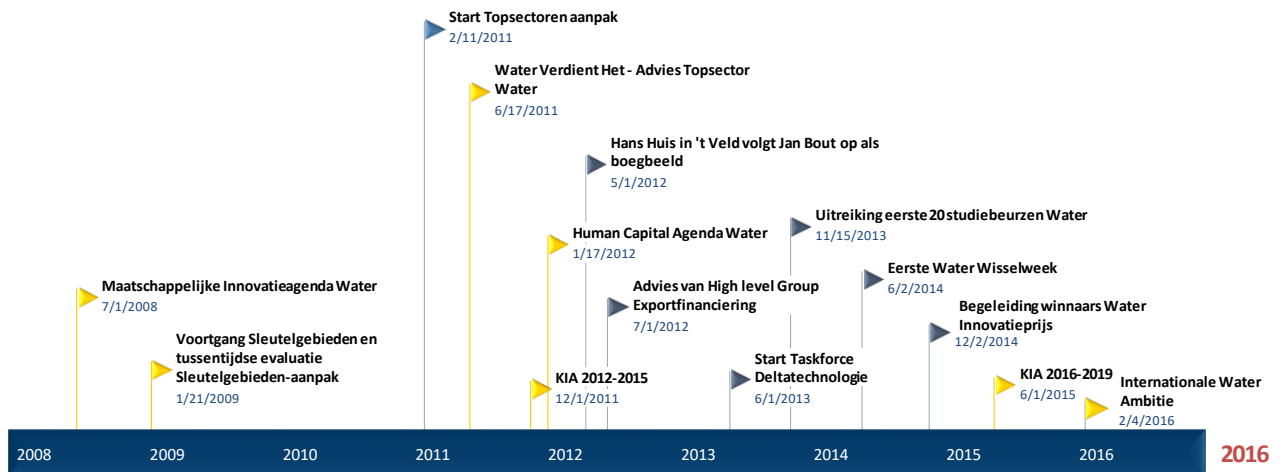 Start Topsectoren aanpak
2/11/2011
Water Verdient Het - Advies Topsector
Water
6/17/2011
Hans Huis in 't Veld volgt Jan Bout op als
boegbeeld
5/1/2012
Uitreiking eerste 20 studiebeurzen Water
11/15/2013
Human Capital Agenda Water
1/17/2012
Eerste Water Wisselweek
6/2/2014
Maatschappelijke Innovatieagenda Water
7/1/2008
Advies van High level Group
Exportfinanciering
7/1/2012
Begeleiding winnaars Water
Innovatieprijs
12/2/2014
Voortgang Sleutelgebieden en
tussentijdse evaluatie
Sleutelgebieden-aanpak
1/21/2009
Start Taskforce
Deltatechnologie
6/1/2013
KIA 2012-2015
12/1/2011
KIA 2016-2019
6/1/2015
Internationale Water
Ambitie
2/4/2016
2008 2009 2010 2011 2012 2013 2014 2015 2016 2016